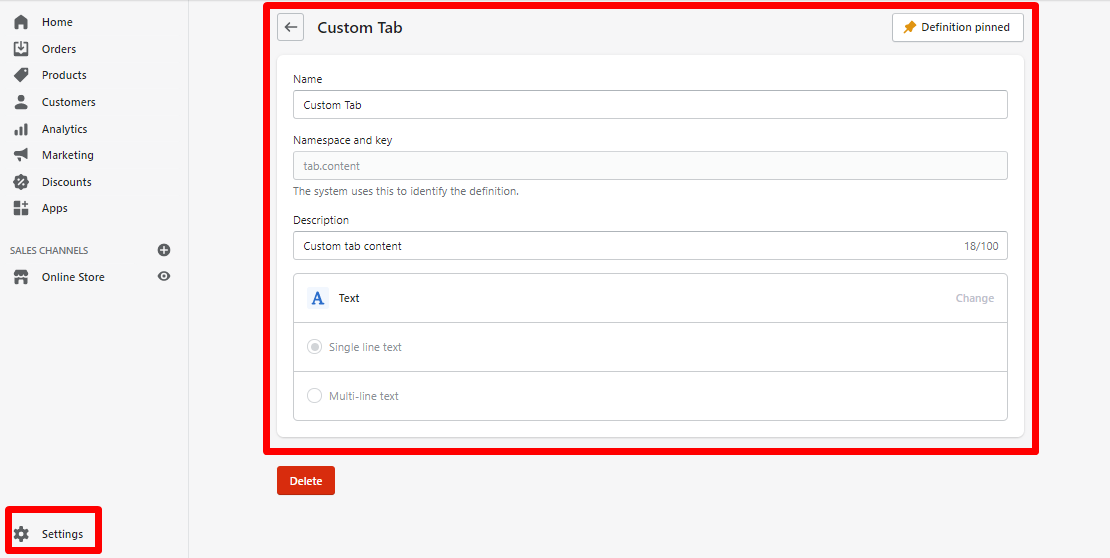 Home
Orders
Products
Customers
Analytics
Marketing
Discounts
Apps
SALES CHANNELS
Online Store
Settings
Custom Tab
Definition pinned
Name
Custom Tab
Namespace and key
tab.content
The system uses this to identify the definition.
Description
Custom tab content 18/100
A Text Change
Single line text
Multi-line text
Delete